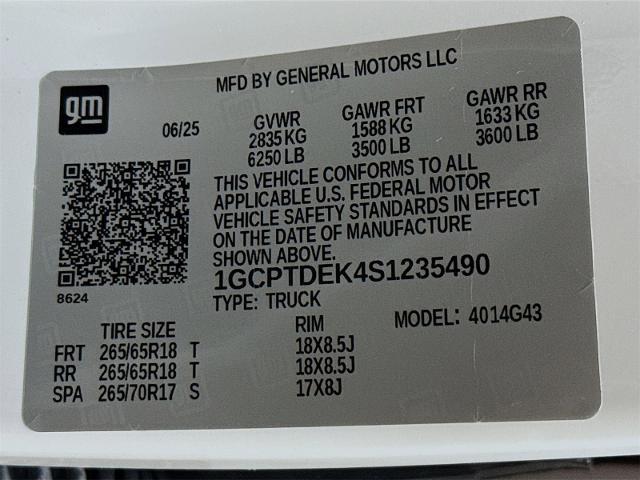 MFD BY GENERAL MOTORS LLC
gm
06/25
GVWR GAWR FRT GAWR RR
2835 KG 1588 KG 1633 KG
6250 LB 3500 LB 3600 LB
THIS VEHICLE CONFORMS TO ALL
APPLICABLE U.S. FEDERAL MOTOR
VEHICLE SAFETY STANDARDS IN EFFECT
ON THE DATE OF MANUFACTURE
SHOWN ABOVE.
1GCPTDEK4S1235490
8624
TYPE: TRUCK
MODEL: 4014G43
TIRE SIZE RIM
FRT 265/65R18 T 18X8.5J
RR 265/65R18 T 18X8.5J
SPA 265/70R17 S 17X8J